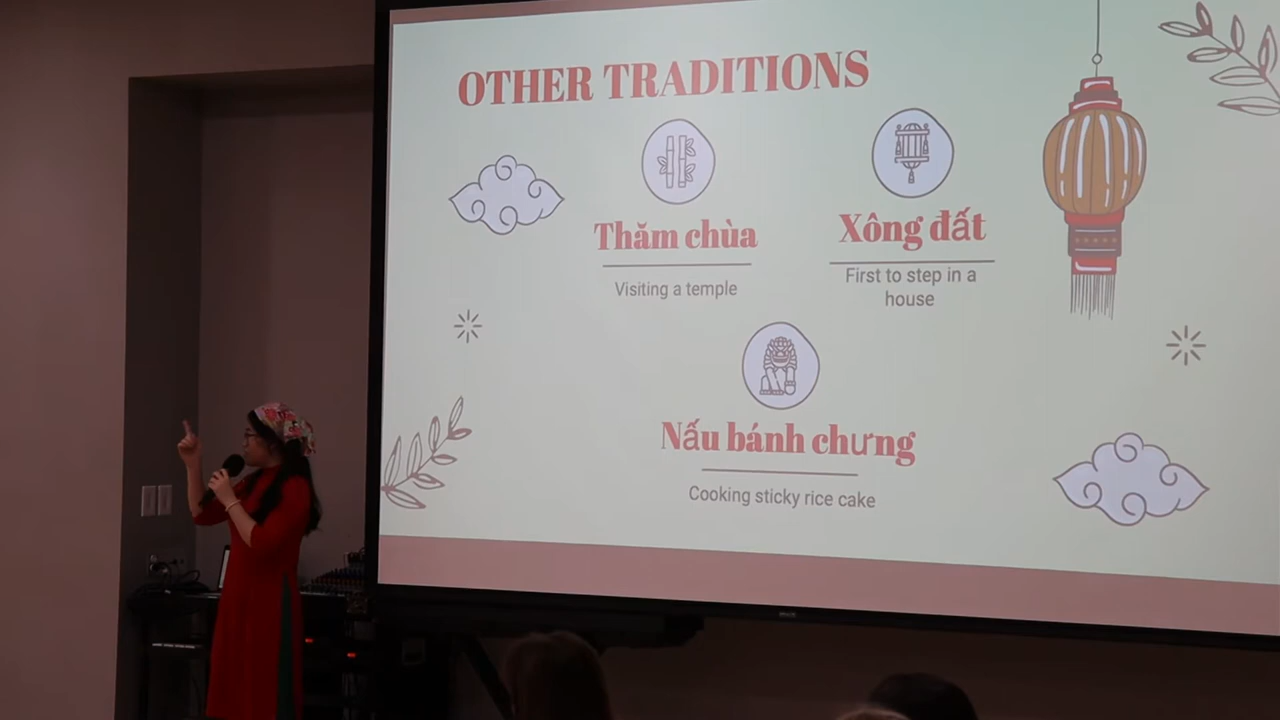 OTHER TRADITIONS
Thăm chùa
Visiting a temple
Xông đất
First to step in a
house
Nấu bánh chưng
Cooking sticky rice cake